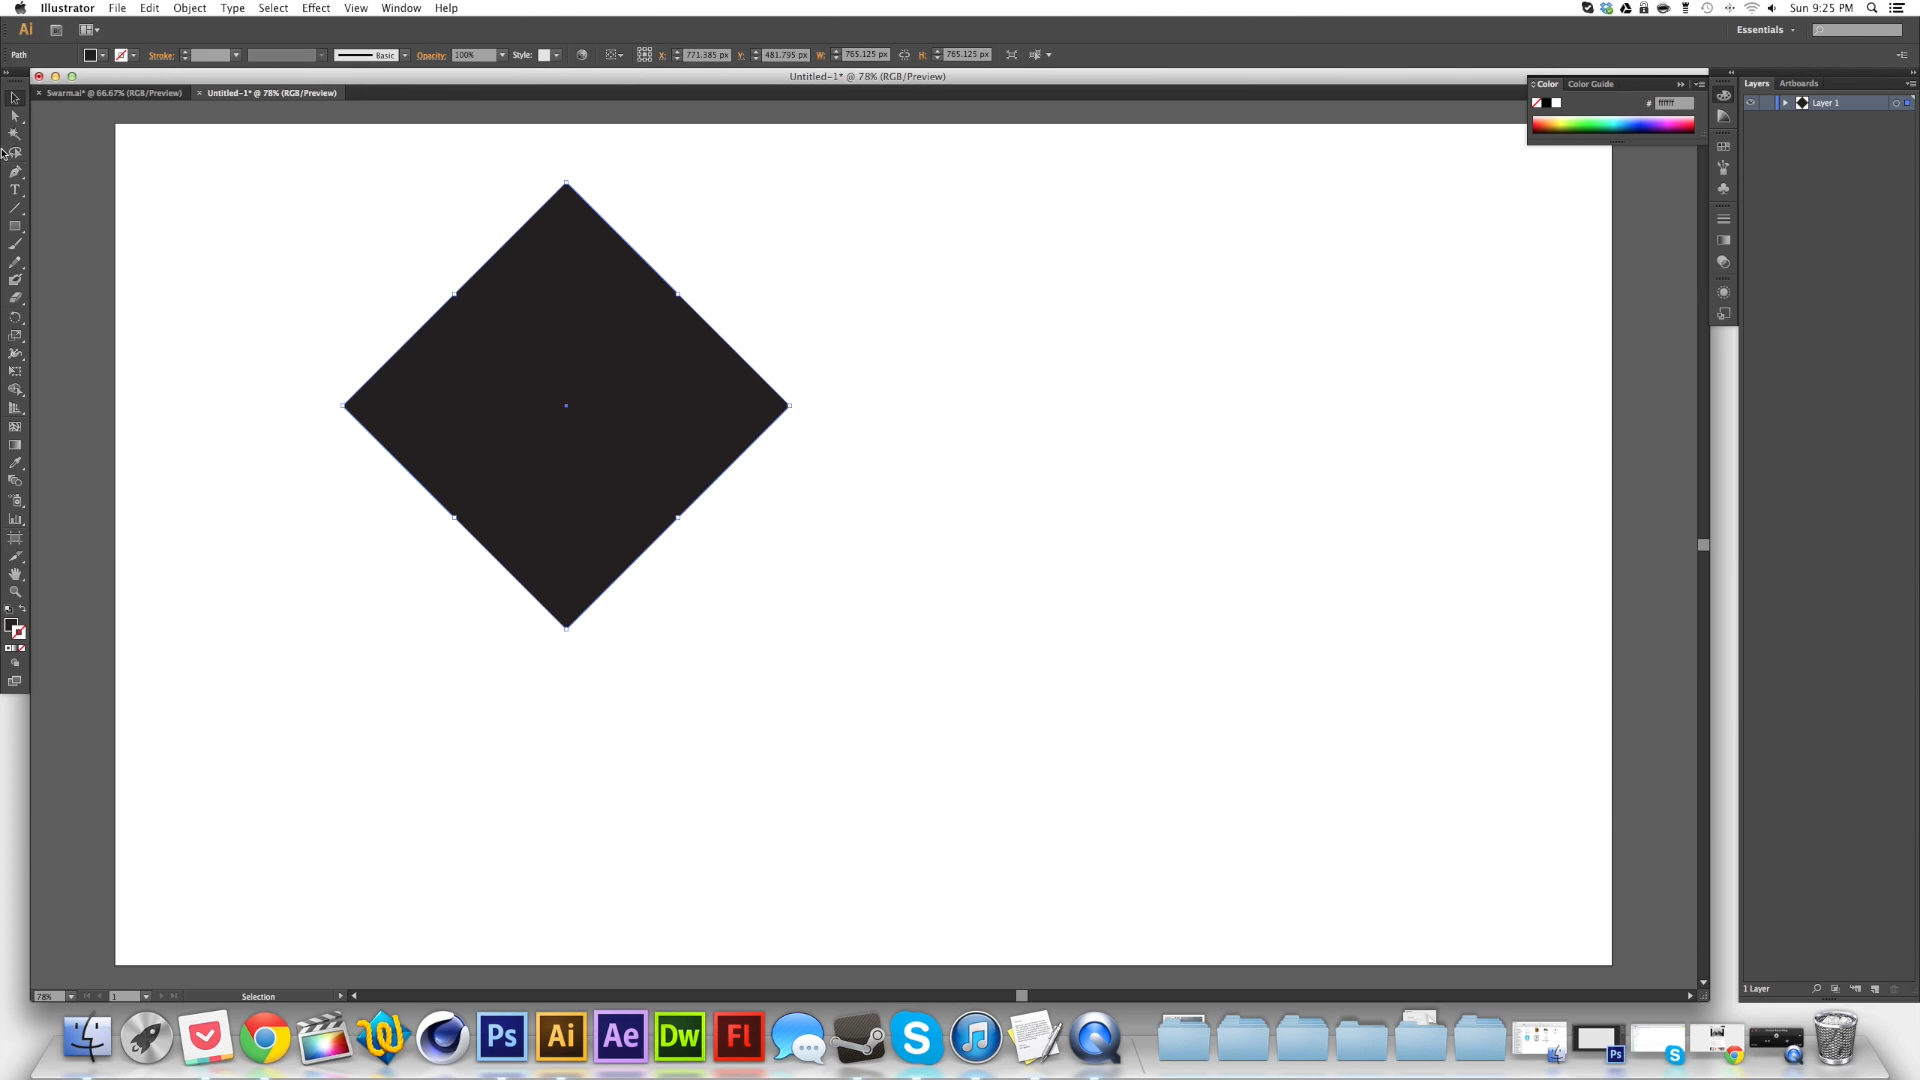 Illustrator File Edit Object Type Select Effect View Window Help Sun 9:25 PM
Ai Essentials
Path Stroke: Basic Opacity: 100% Style: X: 771.385 px Y: 481.795 px W: 765.125 px H: 765.125 px
Untitled-1* @ 78% (RGB/Preview)
Swarm.ai* @ 66.67% (RGB/Preview) Untitled-1* @ 78% (RGB/Preview)
Color Color Guide Layers Artboards
# ffffff Layer 1
T
78% 1 Selection 1 Layer
Ps Ai Ae Dw Fl S
Ps